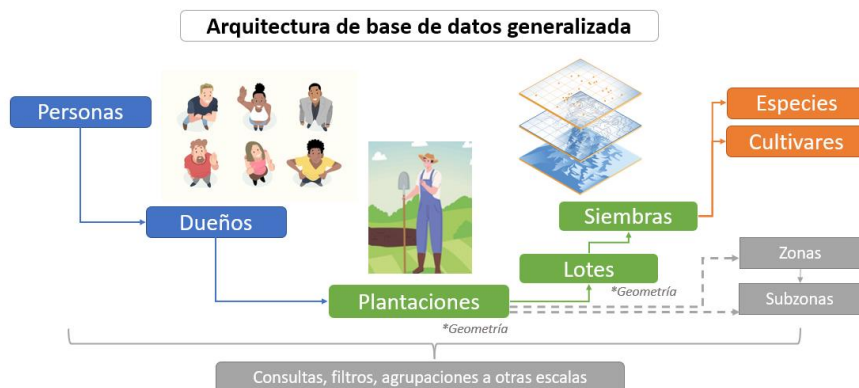 Arquitectura de base de datos generalizada
Personas
Dueños
Plantaciones
*Geometría
Lotes
*Geometría
Siembras
Especies
Cultivares
Zonas
Subzonas
Consultas, filtros, agrupaciones a otras escalas